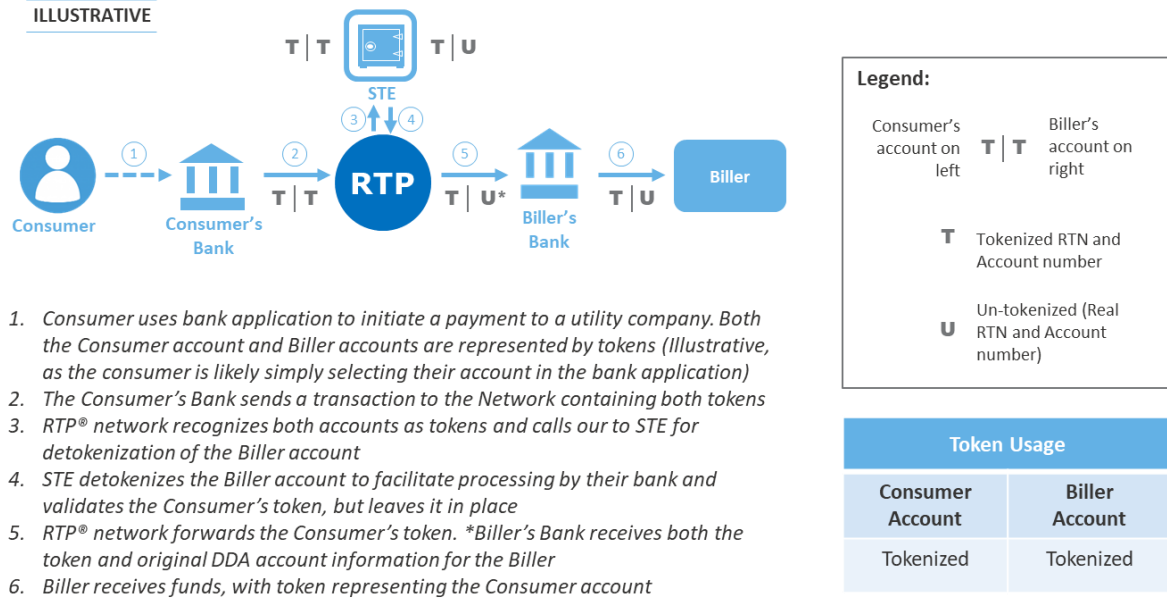 ILLUSTRATIVE
T|T
T|U
STE
3
4
1
2
5
6
RTP
Biller
T|T
T|U*
T|U
Consumer
Consumer's
Bank
Biller's
Bank
Legend:
Consumer's
account on
left
T|T
Biller's
account on
right
T
Tokenized RTN and
Account number
U
Un-tokenized (Real
RTN and Account
number)
1. Consumer uses bank application to initiate a payment to a utility company. Both
the Consumer account and Biller accounts are represented by tokens (Illustrative,
as the consumer is likely simply selecting their account in the bank application)
2. The Consumer's Bank sends a transaction to the Network containing both tokens
3. RTP® network recognizes both accounts as tokens and calls our to STE for
detokenization of the Biller account
4. STE detokenizes the Biller account to facilitate processing by their bank and
validates the Consumer's token, but leaves it in place
5. RTP® network forwards the Consumer's token. *Biller's Bank receives both the
token and original DDA account information for the Biller
6. Biller receives funds, with token representing the Consumer account
Token Usage
Consumer
Account
Biller
Account
Tokenized
Tokenized